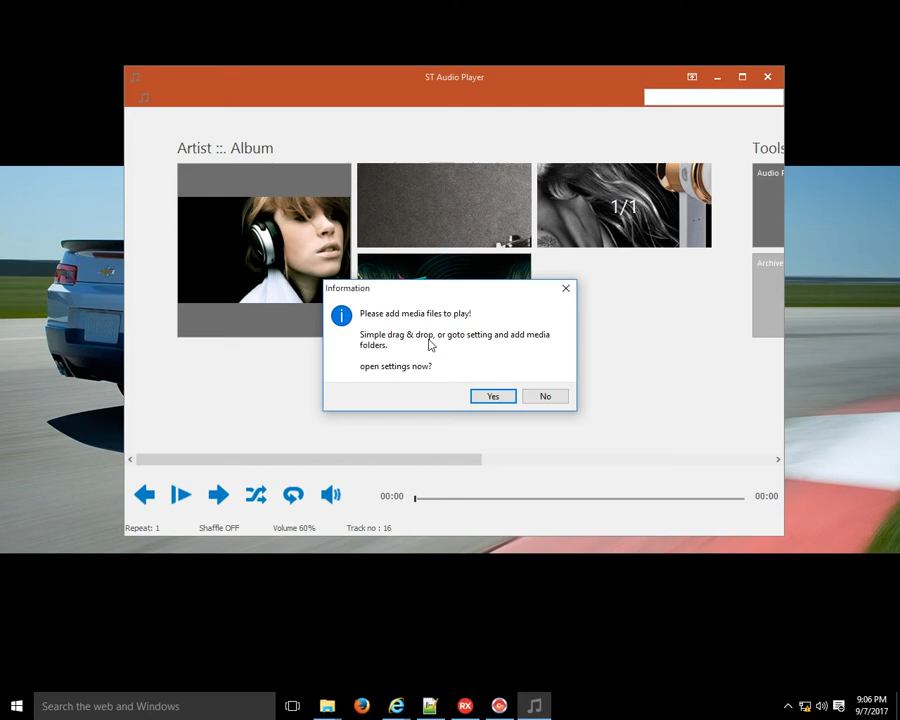 ST Audio Player
Artist ::. Album
Tools
Audio
1/1
Archive
Information
Please add media files to play!
Simple drag & drop, or goto setting and add media
folders.
open settings now?
Yes
No
00:00
00:00
Repeat: 1
Shaffle OFF
Volume 60%
Track no : 16
Search the web and Windows
RX
9:06 PM
9/7/2017